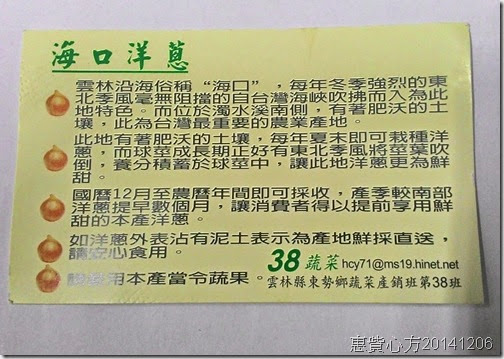 海口洋蔥
雲林沿海俗稱“海口”，每年冬季強烈的東
北季風毫無阻擋的自台灣海峽吹拂而入為此
地特色。而位於濁水溪南側，有著肥沃的土
壤，此為台灣最重要的農業產地。
此地有著肥沃的土壤，每年夏末即可栽種洋
蔥，而球莖成長期正好有東北季風將莖葉吹
倒，養分積蓄於球莖中，讓此地洋蔥更為鮮
甜。
國曆12月至農曆年間即可採收，產季較南部
洋蔥提早數個月，讓消費者得以提前享用鮮
甜的本產洋蔥。
如洋蔥外表沾有泥土表示為產地鮮採直送，
請安心食用。
用本產當令蔬果。
38 蔬菜 hcy71@ms19.hinet.net
雲林縣東勢鄉蔬菜產銷班第38班
惠質心方20141206